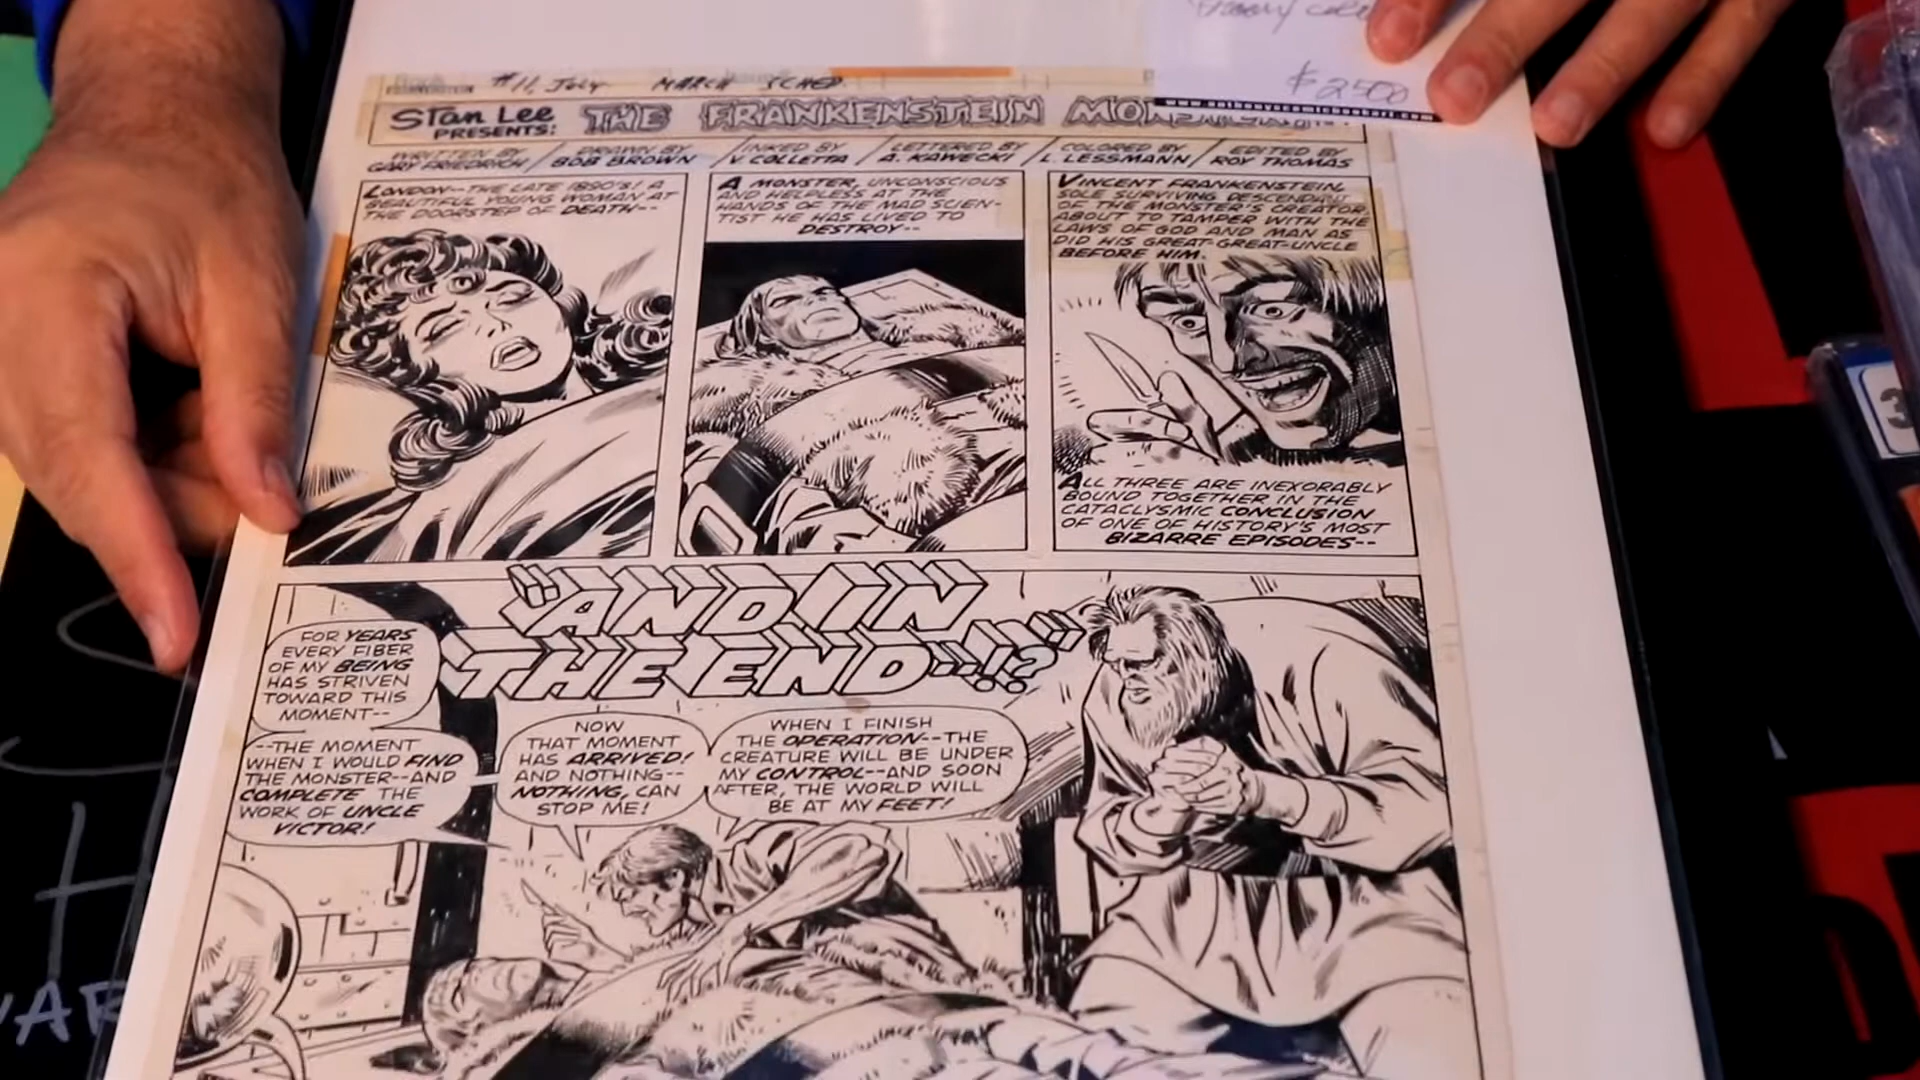 $2500
www.anthonyscomicbookart.com
#11, July MARCH SCHED.
STAN LEE
PRESENTS:
THE FRANKENSTEIN
WRITTEN BY
GARY FRIEDRICH
DRAWN BY
BOB BROWN
INKED BY
V. COLLETTA
LETTERED BY
A. KAWECKI
COLORED BY
L. LESSMANN
EDITED BY
ROY THOMAS
LONDON--THE LATE 1890'S! A
BEAUTIFUL YOUNG WOMAN AT
THE DOORSTEP OF DEATH--
A MONSTER, UNCONSCIOUS
AND HELPLESS AT THE
HANDS OF THE MAD SCIEN-
TIST HE HAS LIVED TO
DESTROY--
VINCENT FRANKENSTEIN,
SOLE SURVIVING DESCENDANT
OF THE MONSTER'S CREATOR,
ABOUT TO TAMPER WITH THE
LAWS OF GOD AND MAN AS
DID HIS GREAT-GREAT-UNCLE
BEFORE HIM.
ALL THREE ARE INEXORABLY
BOUND TOGETHER IN THE
CATACLYSMIC CONCLUSION
OF ONE OF HISTORY'S MOST
BIZARRE EPISODES--
"AND IN
THE END...!?"
FOR YEARS
EVERY FIBER
OF MY BEING
HAS STRIVEN
TOWARD THIS
MOMENT--
--THE MOMENT
WHEN I WOULD FIND
THE MONSTER--AND
COMPLETE THE
WORK OF UNCLE
VICTOR!
NOW
THAT MOMENT
HAS ARRIVED!
AND NOTHING--
NOTHING, CAN
STOP ME!
WHEN I FINISH
THE OPERATION--THE
CREATURE WILL BE UNDER
MY CONTROL--AND SOON
AFTER, THE WORLD WILL
BE AT MY FEET!
3